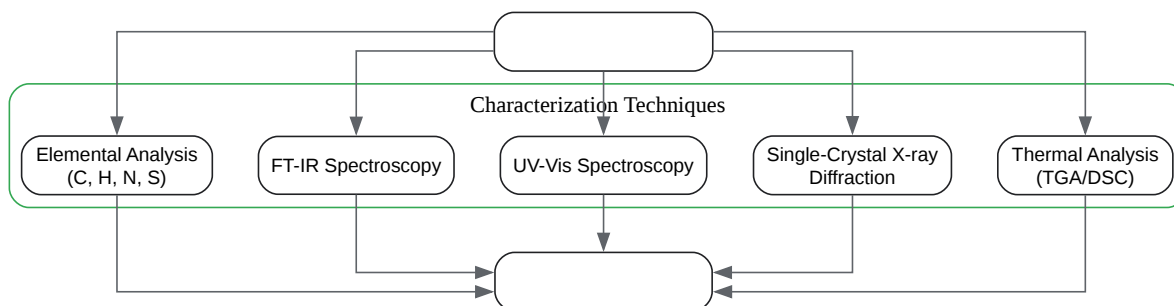 Characterization Techniques
Elemental Analysis
(C, H, N, S)
FT-IR Spectroscopy
UV-Vis Spectroscopy
Single-Crystal X-ray
Diffraction
Thermal Analysis
(TGA/DSC)